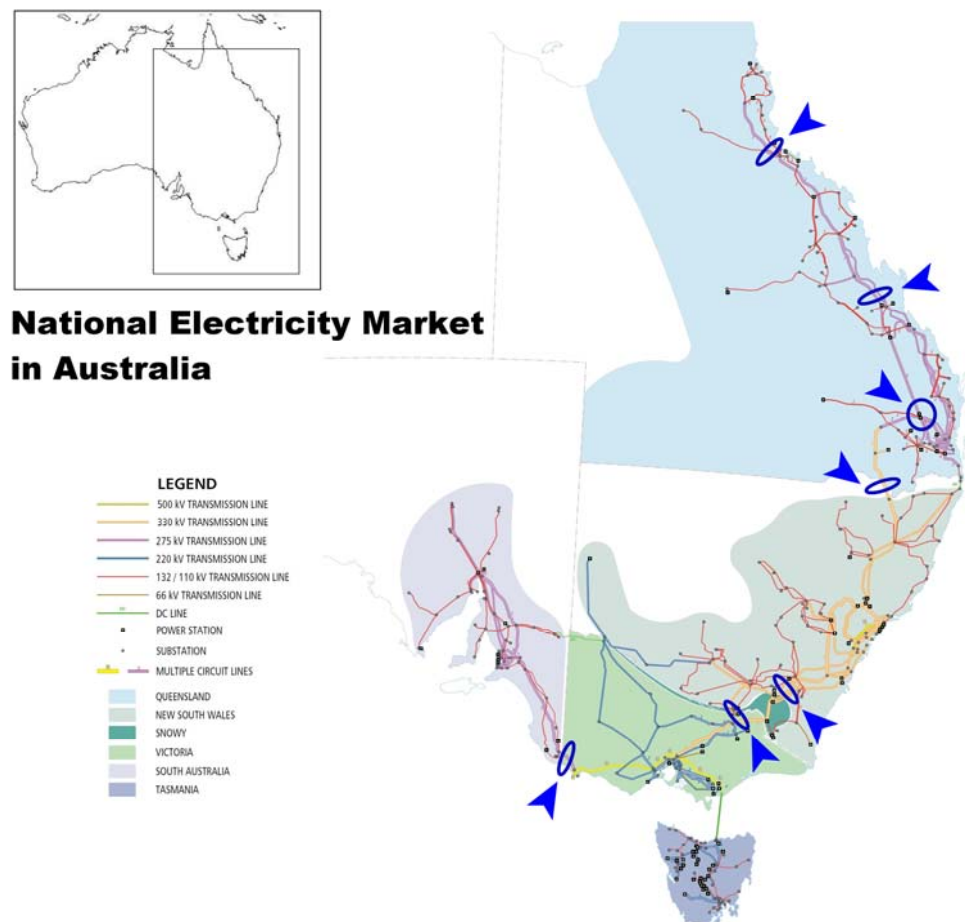 National Electricity Market
in Australia
LEGEND
500 kV TRANSMISSION LINE
330 kV TRANSMISSION LINE
275 kV TRANSMISSION LINE
220 kV TRANSMISSION LINE
132 / 110 kV TRANSMISSION LINE
66 kV TRANSMISSION LINE
DC LINE
POWER STATION
SUBSTATION
MULTIPLE CIRCUIT LINES
QUEENSLAND
NEW SOUTH WALES
SNOWY
VICTORIA
SOUTH AUSTRALIA
TASMANIA